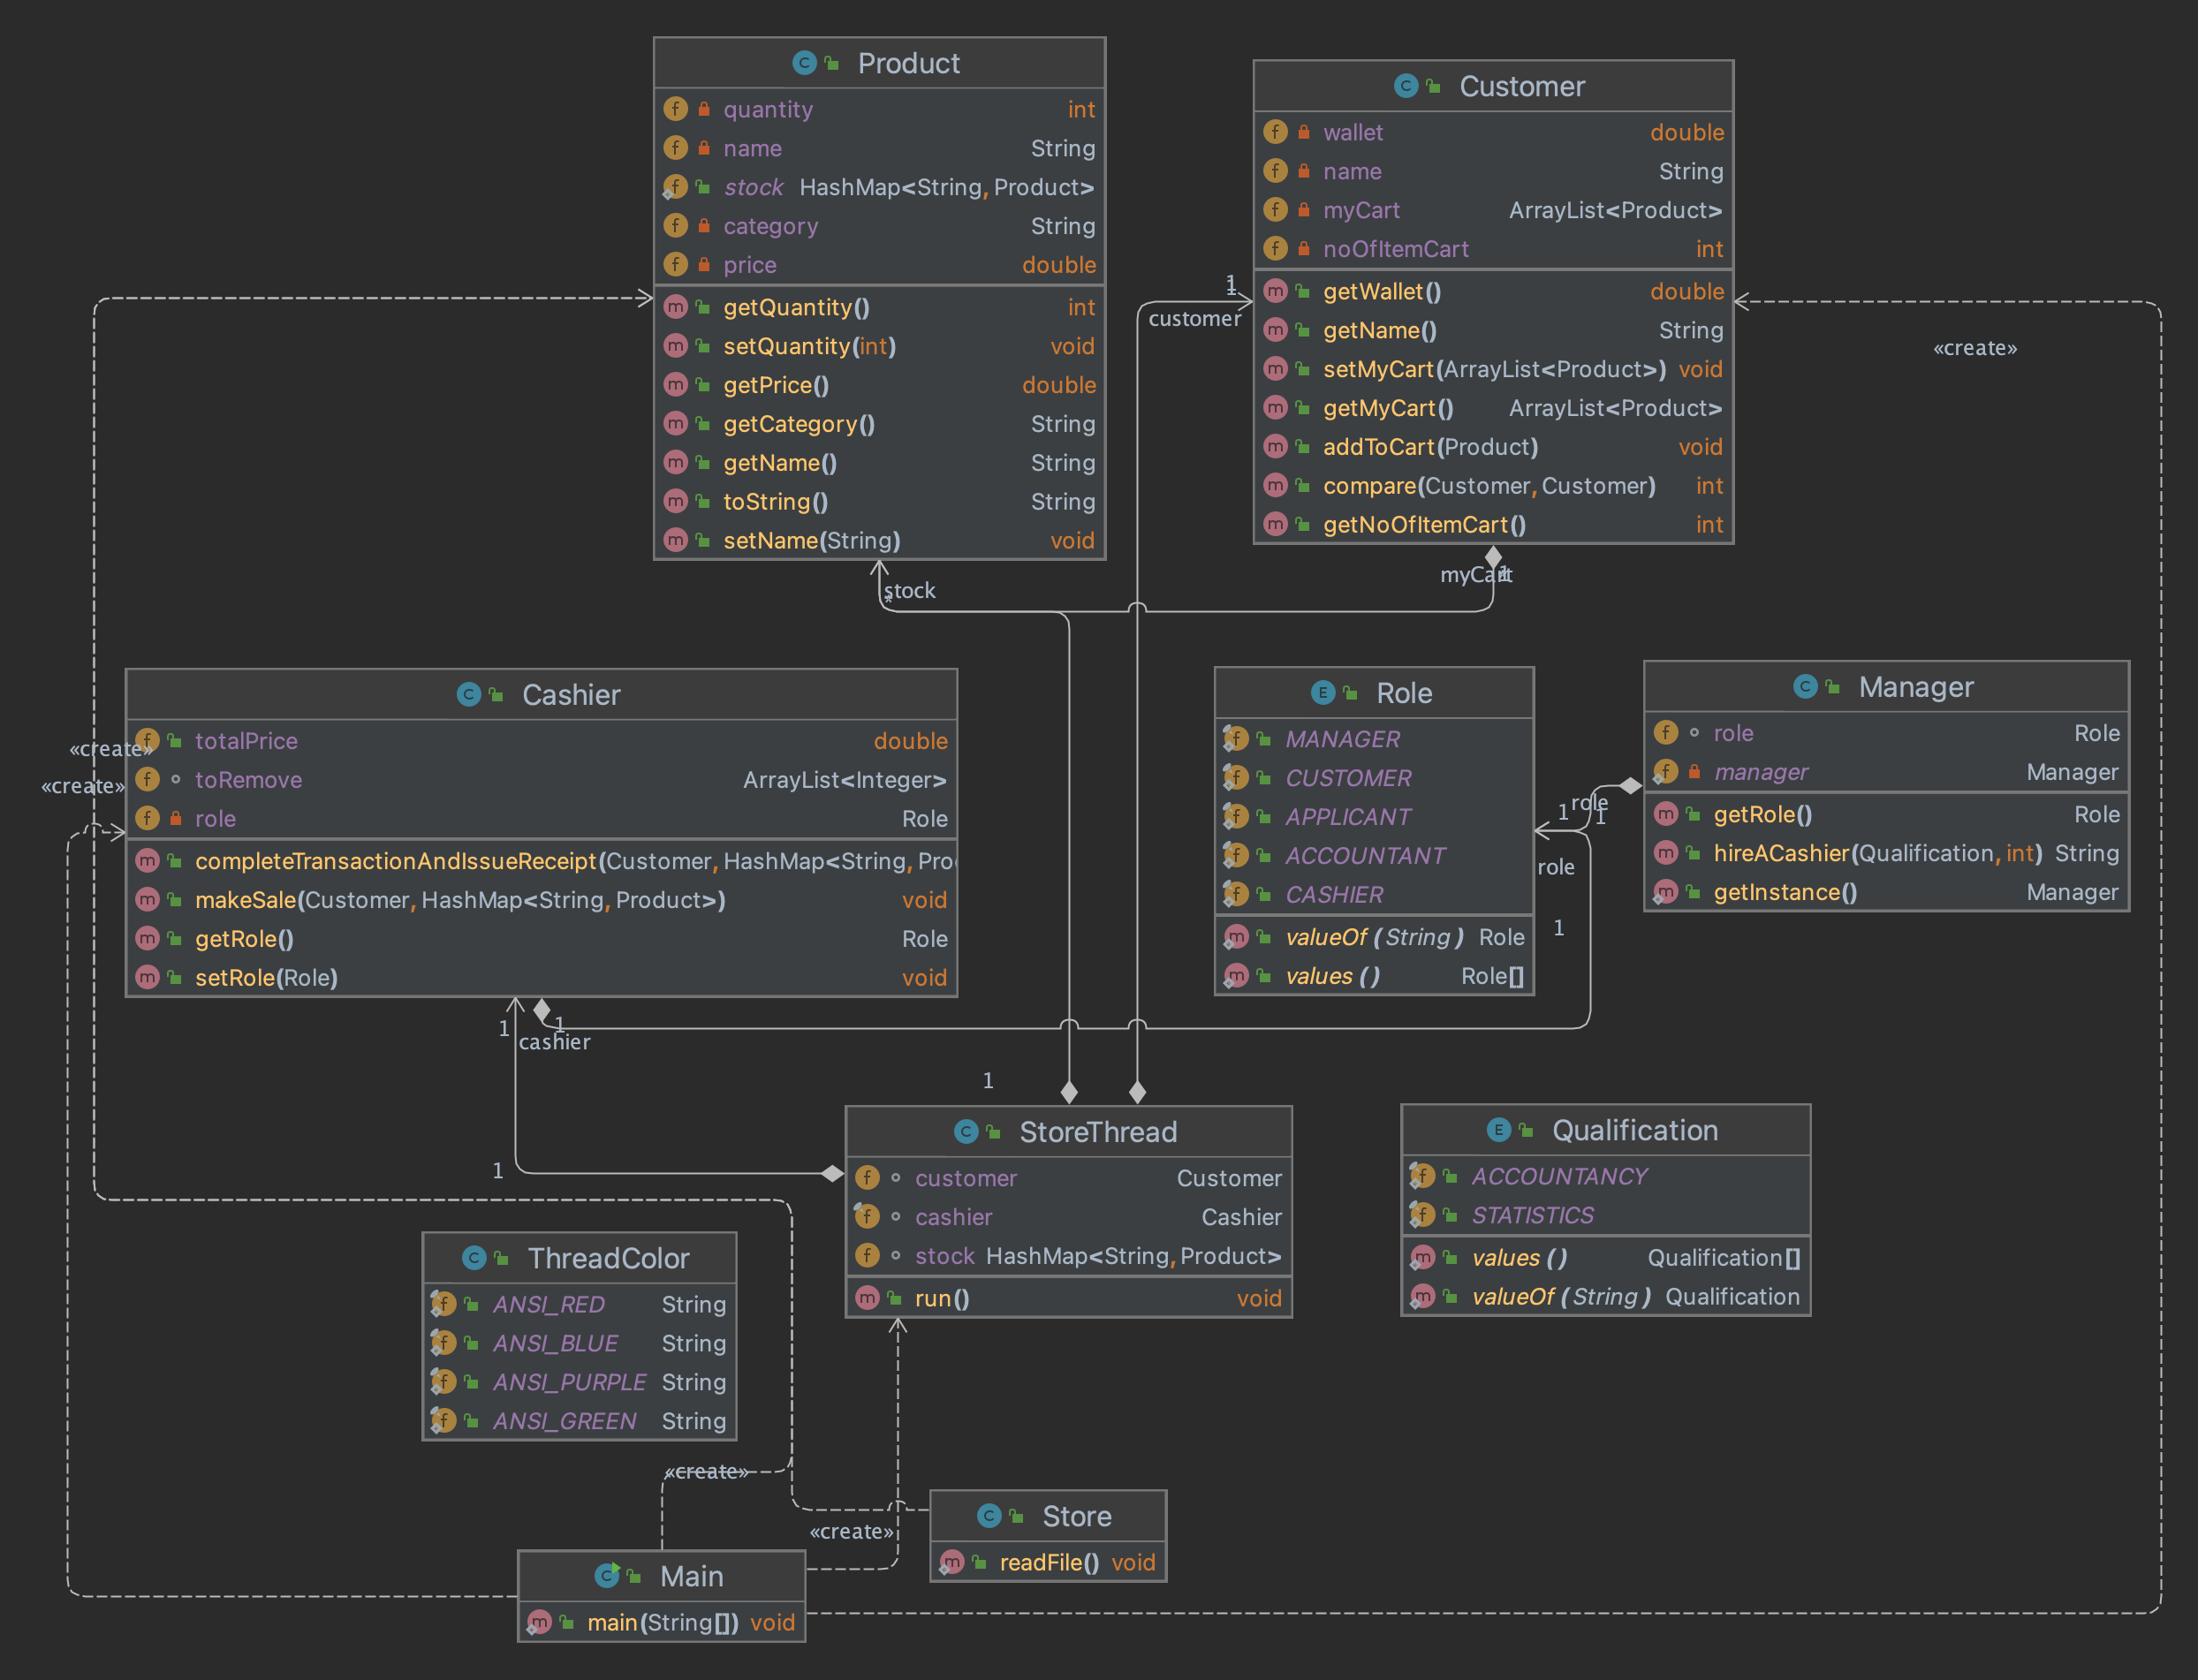 Product
quantity int
name String
stock HashMap<String, Product>
category String
price double
getQuantity() int
setQuantity(int) void
getPrice() double
getCategory() String
getName() String
toString() String
setName(String) void
Customer
wallet double
name String
myCart ArrayList<Product>
noOfItemCart int
getWallet() double
getName() String
setMyCart(ArrayList<Product>) void
getMyCart() ArrayList<Product>
addToCart(Product) void
compare(Customer, Customer) int
getNoOfItemCart() int
1
customer
«create»
stock
*
myCart
1
Cashier
totalPrice double
toRemove ArrayList<Integer>
role Role
completeTransactionAndIssueReceipt(Customer, HashMap<String, Pro
makeSale(Customer, HashMap<String, Product>) void
getRole() Role
setRole(Role) void
«create»
«create»
Role
MANAGER
CUSTOMER
APPLICANT
ACCOUNTANT
CASHIER
valueOf(String) Role
values() Role[]
Manager
role Role
manager Manager
getRole() Role
hireACashier(Qualification, int) String
getInstance() Manager
role
1
1
role
1
1
1
cashier
1
1
StoreThread
customer Customer
cashier Cashier
stock HashMap<String, Product>
run() void
Qualification
ACCOUNTANCY
STATISTICS
values() Qualification[]
valueOf(String) Qualification
ThreadColor
ANSI_RED String
ANSI_BLUE String
ANSI_PURPLE String
ANSI_GREEN String
«create»
«create»
Store
readFile() void
Main
main(String[]) void